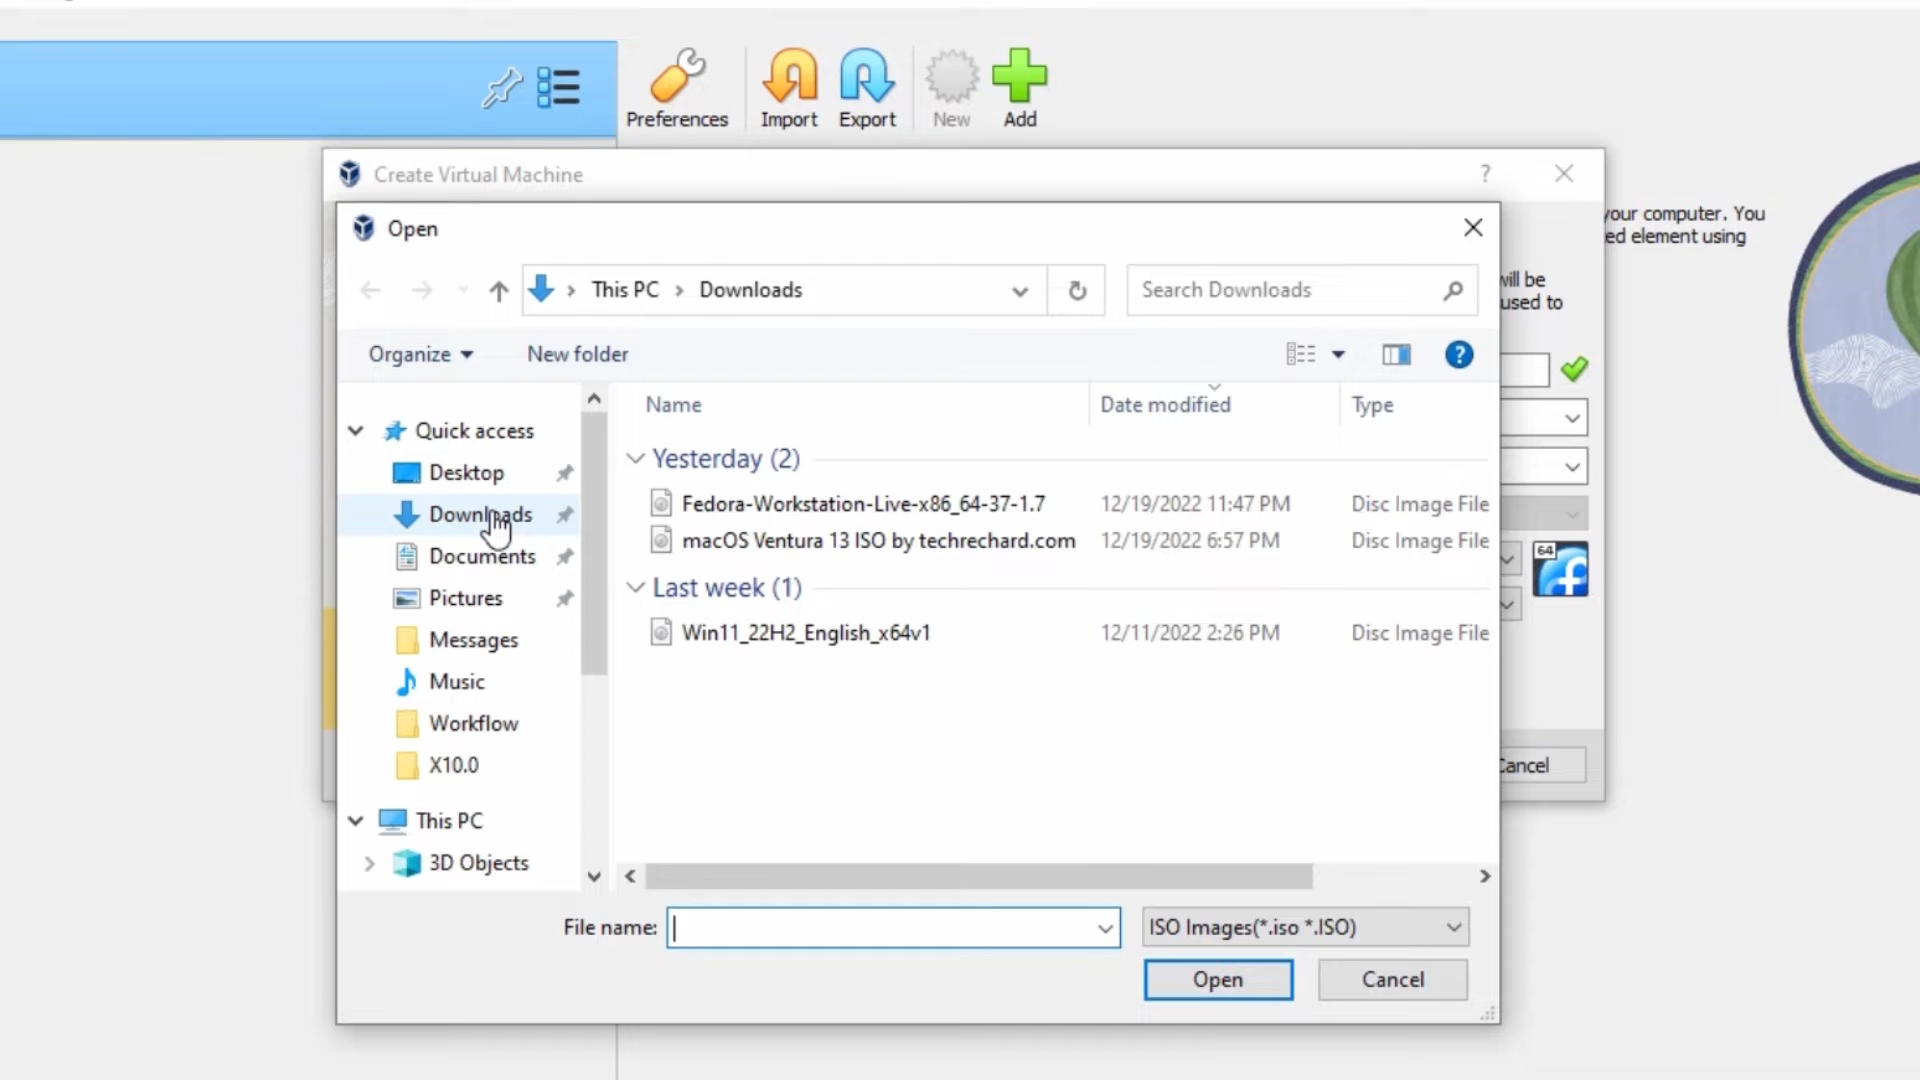 Preferences
Import
Export
New
Add
Create Virtual Machine
?
your computer. You
ed element using
will be
used to
Open
This PC
Downloads
Search Downloads
Organize
New folder
?
Name
Date modified
Type
Quick access
Desktop
Downloads
Documents
Pictures
Messages
Music
Workflow
X10.0
This PC
3D Objects
Yesterday (2)
Fedora-Workstation-Live-x86_64-37-1.7 12/19/2022 11:47 PM Disc Image File
macOS Ventura 13 ISO by techrechard.com 12/19/2022 6:57 PM Disc Image File
Last week (1)
Win11_22H2_English_x64v1 12/11/2022 2:26 PM Disc Image File
64
Cancel
File name:
ISO Images(*.iso *.ISO)
Open
Cancel